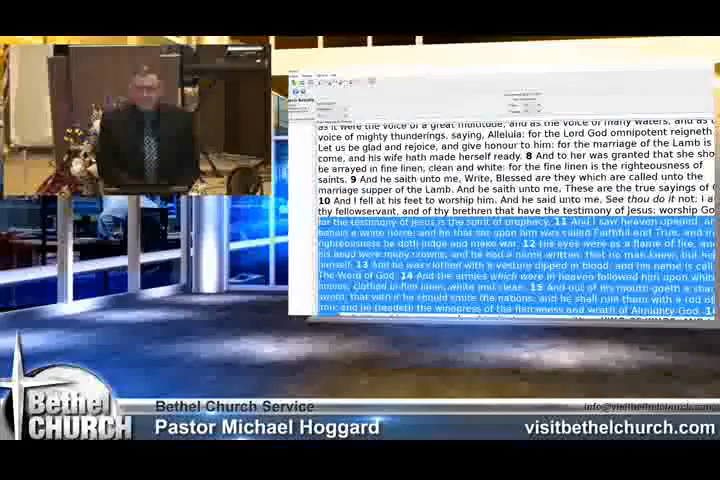 as it were the voice of a great multitude, and as the voice of many waters, and as
voice of mighty thunderings, saying, Alleluia: for the Lord God omnipotent reigneth
Let us be glad and rejoice, and give honour to him: for the marriage of the Lamb is
come, and his wife hath made herself ready. 8 And to her was granted that she sho
be arrayed in fine linen, clean and white: for the fine linen is the righteousness of
saints. 9 And he saith unto me, Write, Blessed are they which are called unto the
marriage supper of the Lamb. And he saith unto me, These are the true sayings of
10 And I fell at his feet to worship him. And he said unto me, See thou do it not: I a
thy fellowservant, and of thy brethren that have the testimony of Jesus: worship Go
for the testimony of Jesus is the spirit of prophecy. 11 And I saw heaven opened, a
behold a white horse; and he that sat upon him was called Faithful and True, and in
righteousness he doth judge and make war. 12 His eyes were as a flame of fire, an
his head were many crowns; and he had a name written, that no man knew, but he
himself. 13 And he was clothed with a vesture dipped in blood: and his name is call
The Word of God. 14 And the armies which were in heaven followed him upon whit
horses, clothed in fine linen, white and clean. 15 And out of his mouth goeth a shar
sword, that with it he should smite the nations: and he shall rule them with a rod of
iron: and he treadeth the winepress of the fierceness and wrath of Almighty God.
Bethel
CHURCH
Bethel Church Service
info@visitbethelchurch.com
Pastor Michael Hoggard
visitbethelchurch.com